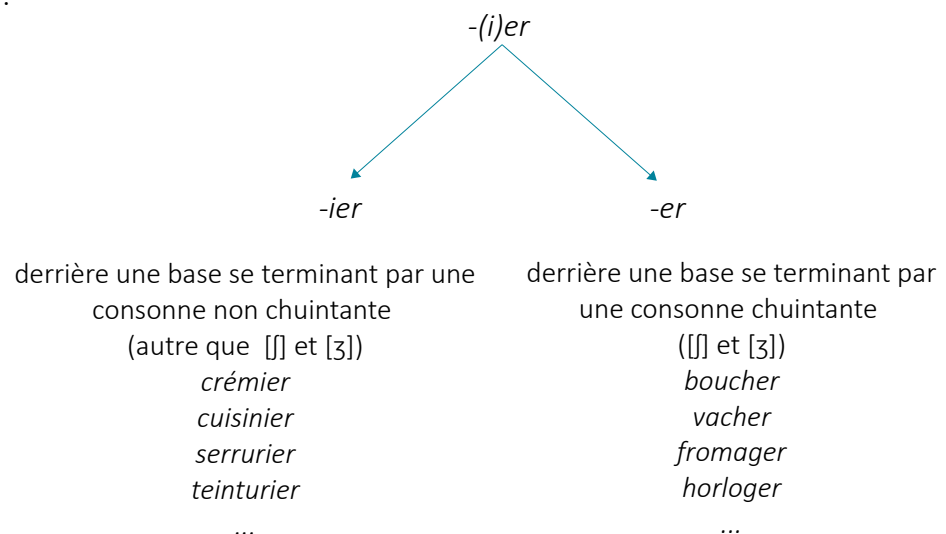 .
-(i)er
-ier
-er
derrière une base se terminant par une
consonne non chuintante
(autre que [ʃ] et [ʒ])
crémier
cuisinier
serrurier
teinturier
...
derrière une base se terminant par
une consonne chuintante
([ʃ] et [ʒ])
boucher
vacher
fromager
horloger
...